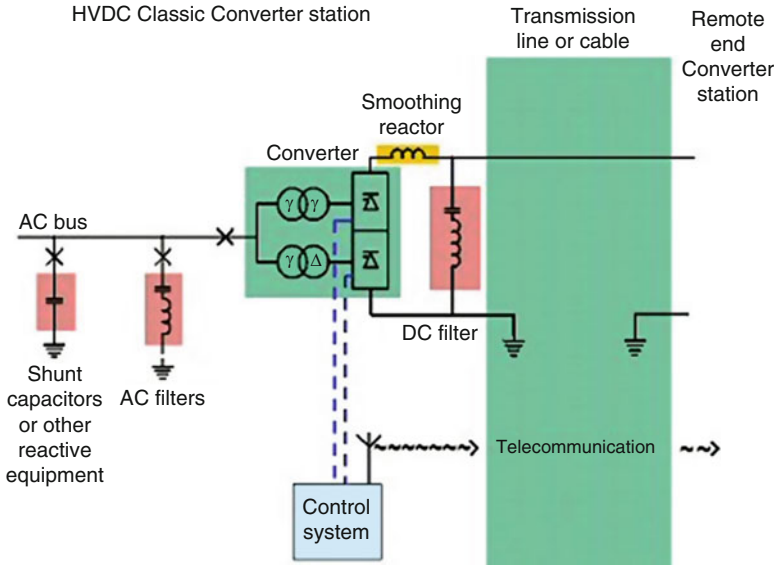 HVDC Classic Converter station
Transmission
line or cable
Remote
end
Converter
station
Smoothing
reactor
Converter
γ γ
γ Δ
AC bus
DC filter
Shunt
capacitors
or other
reactive
equipment
AC filters
Telecommunication
Control
system